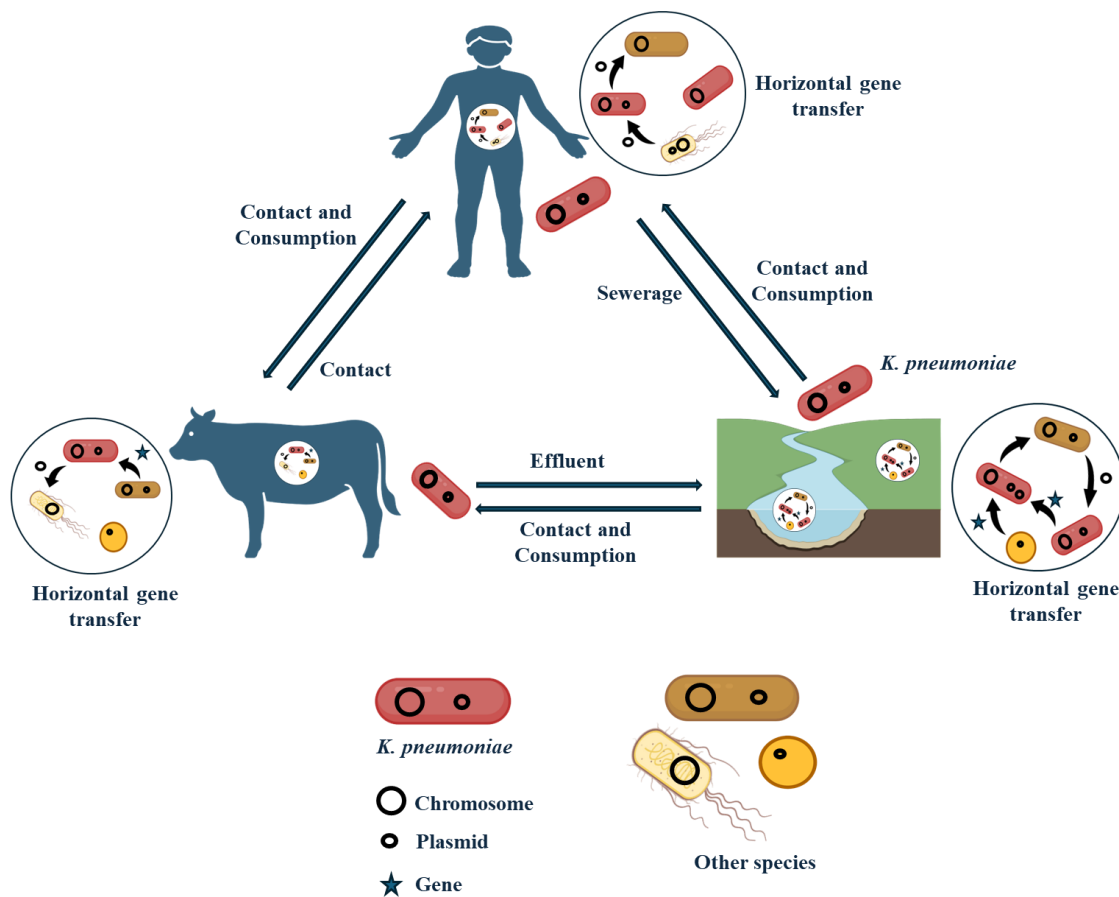 Horizontal gene
transfer
Contact and
Consumption
Sewerage
Contact and
Consumption
Contact
K. pneumoniae
Effluent
Contact and
Consumption
Horizontal gene
transfer
Horizontal gene
transfer
K. pneumoniae
Chromosome
Plasmid
Gene
Other species